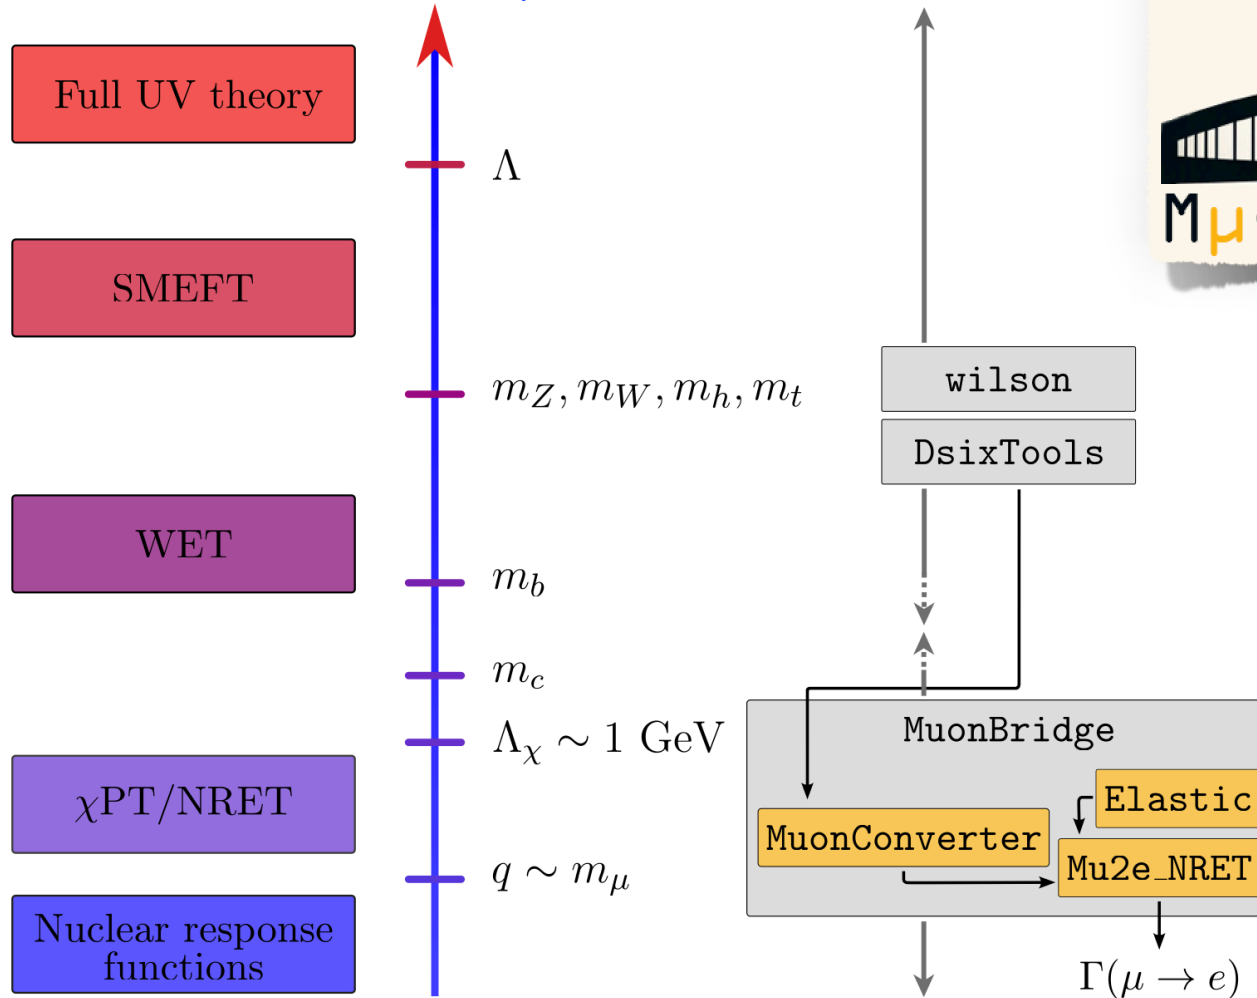 Full UV theory
Λ
SMEFT
m_Z, m_W, m_h, m_t
WET
m_b
m_c
Λ_χ ∼ 1 GeV
χPT/NRET
q ∼ m_μ
Nuclear response
functions
Mμ
wilson
DsixTools
MuonBridge
Elastic
MuonConverter
Mu2e_NRET
Γ(μ → e)